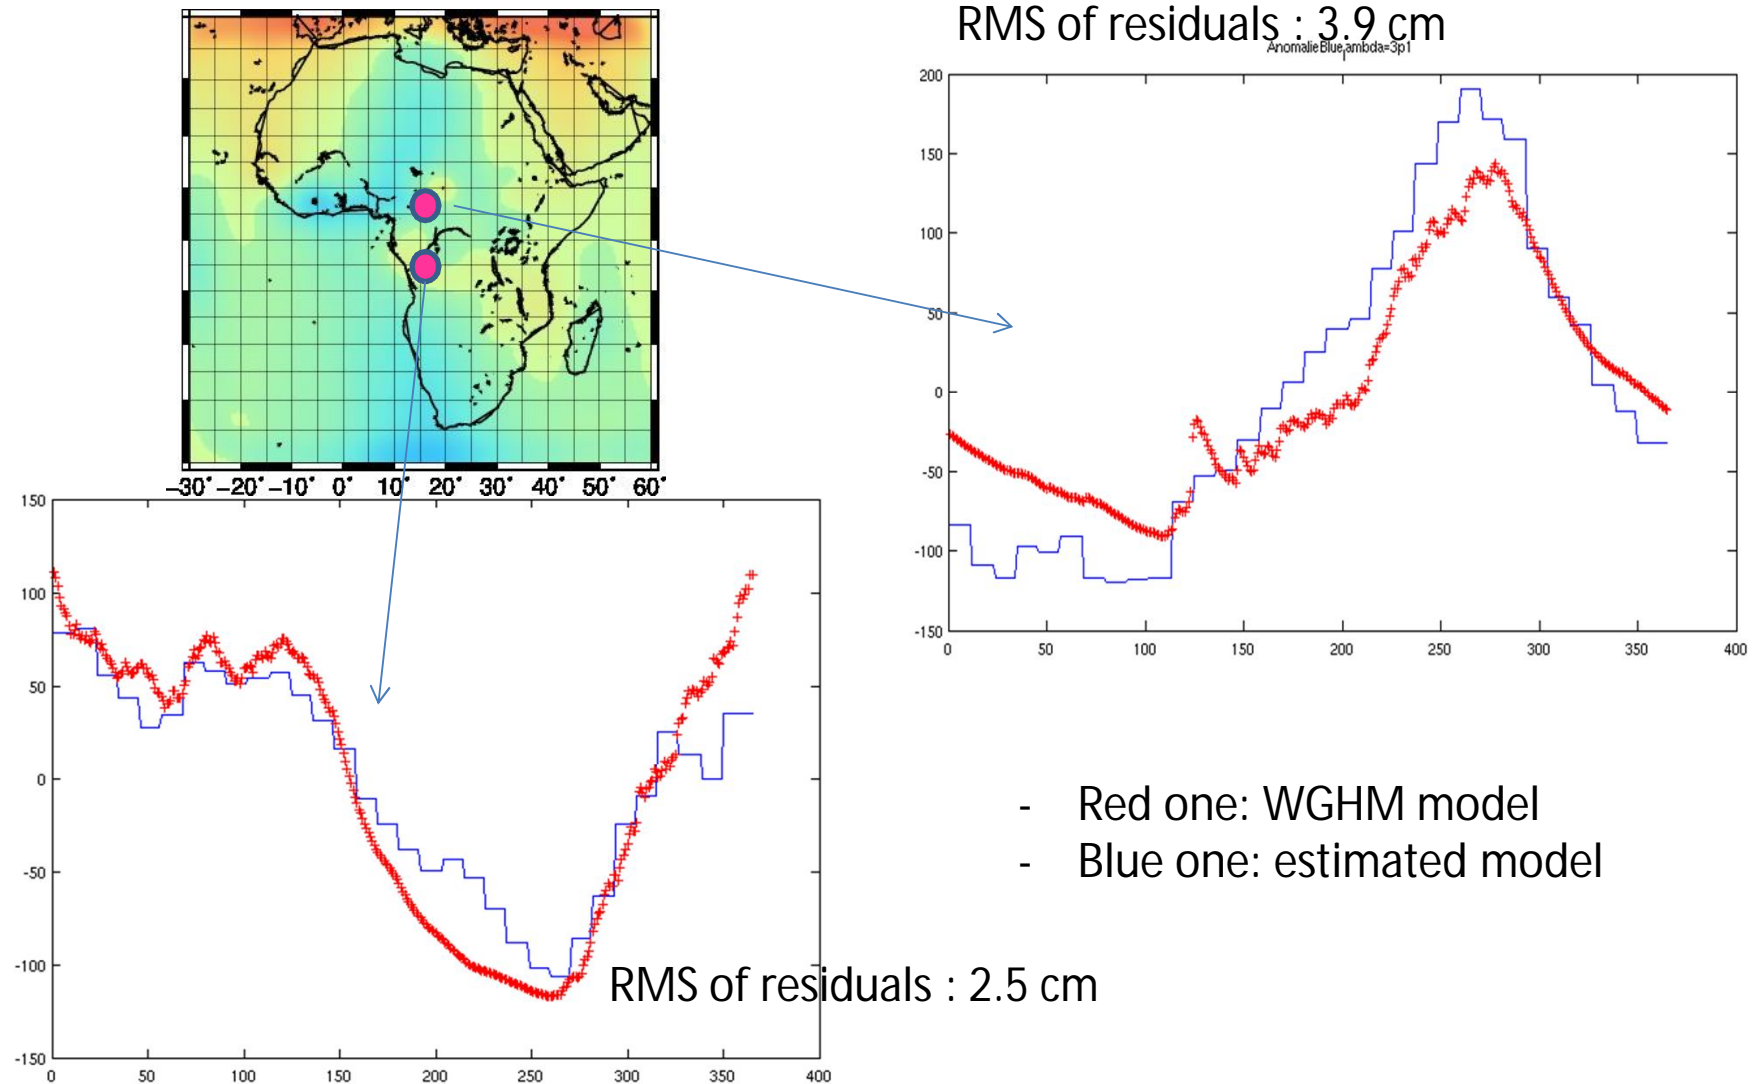 RMS of residuals : 3.9 cm
AnomalieBlueLambda=3p1
200
150
100
50
0
-50
-100
-150
0 50 100 150 200 250 300 350 400
−30° −20° −10° 0° 10° 20° 30° 40° 50° 60°
150
100
50
0
-50
-100
-150
0 50 100 150 200 250 300 350 400
- Red one: WGHM model
- Blue one: estimated model
RMS of residuals : 2.5 cm